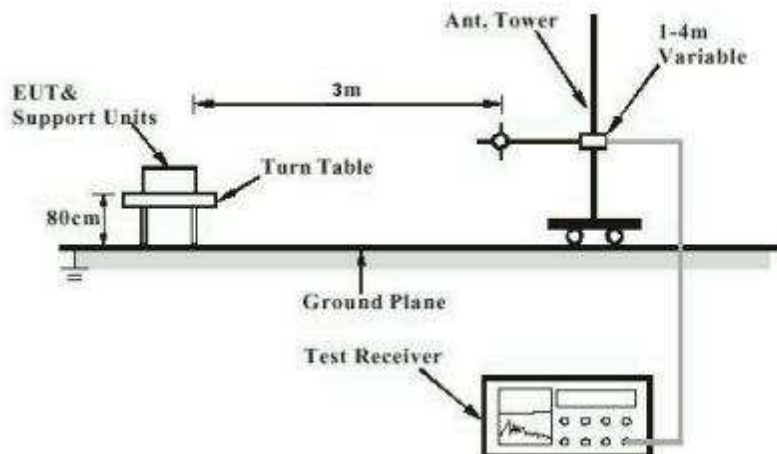 Ant. Tower
1-4m
Variable
EUT&
Support Units
3m
Turn Table
80cm
Ground Plane
Test Receiver